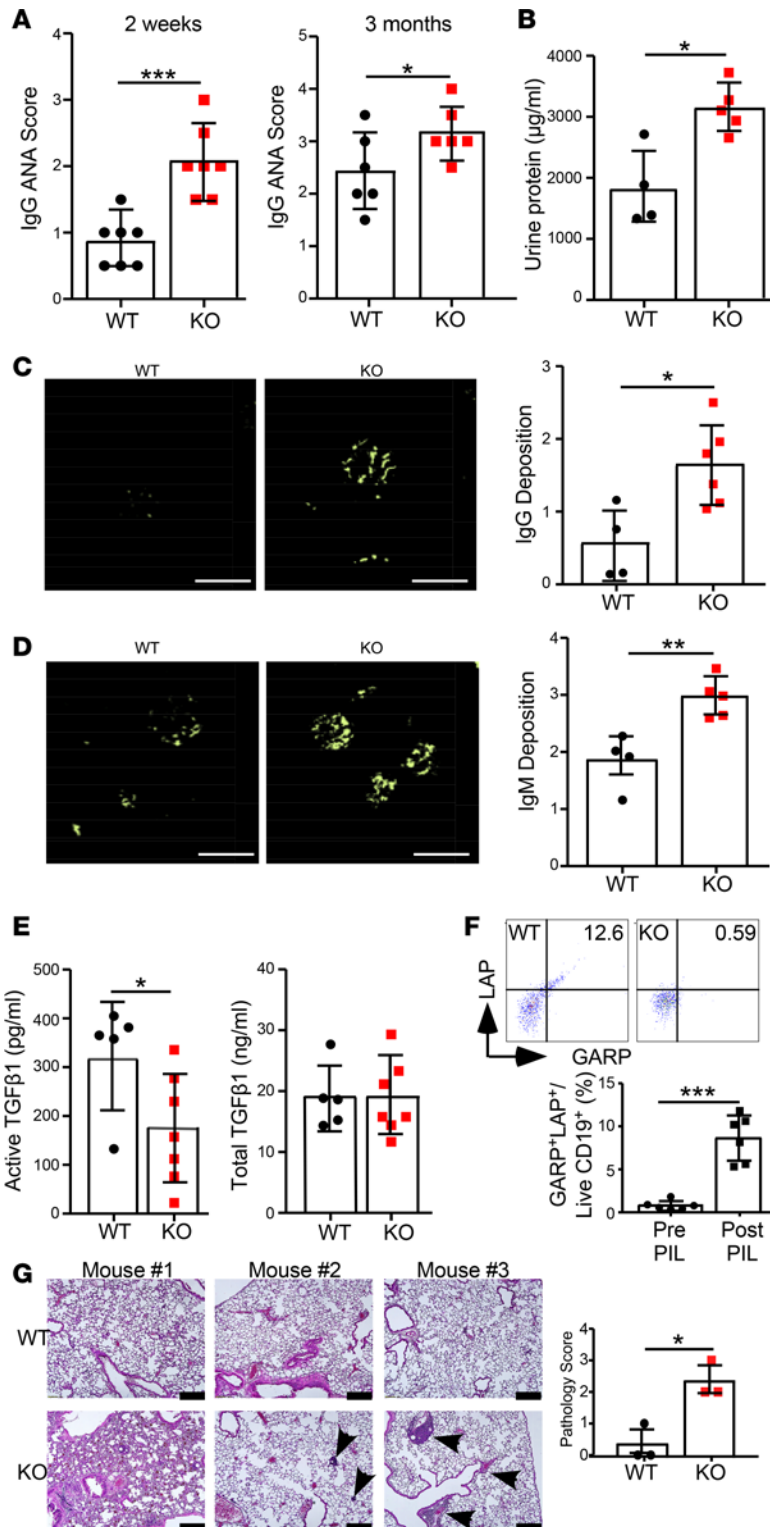 A
2 weeks
3 months
IgG ANA Score
4
3
2
1
0
***
WT
KO
IgG ANA Score
5
4
3
2
1
0
*
WT
KO
B
Urine protein (µg/ml)
4000
3000
2000
1000
0
*
WT
KO
C
WT
KO
IgG Deposition
3
2
1
0
*
WT
KO
D
WT
KO
IgM Deposition
4
3
2
1
0
**
WT
KO
E
Active TGFβ1 (pg/ml)
500
400
300
200
100
0
*
WT
KO
Total TGFβ1 (ng/ml)
40
30
20
10
0
WT
KO
F
WT 12.6
KO 0.59
LAP
GARP
GARP+LAP+/
Live CD19+ (%)
15
10
5
0
***
Pre
PIL
Post
PIL
G
Mouse #1
Mouse #2
Mouse #3
WT
KO
Pathology Score
4
3
2
1
0
*
WT
KO